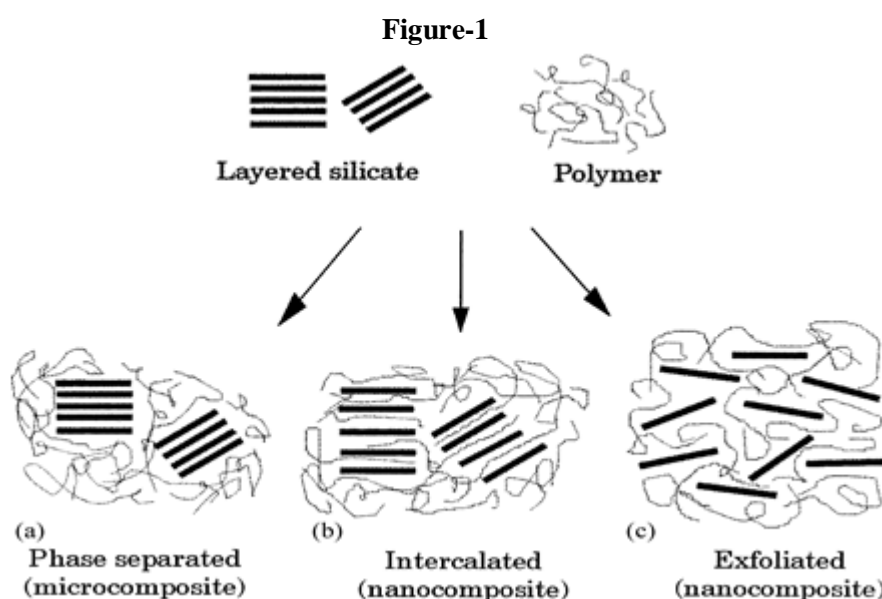 Figure-1
Layered silicate
Polymer
(a)
Phase separated
(microcomposite)
(b)
Intercalated
(nanocomposite)
(c)
Exfoliated
(nanocomposite)